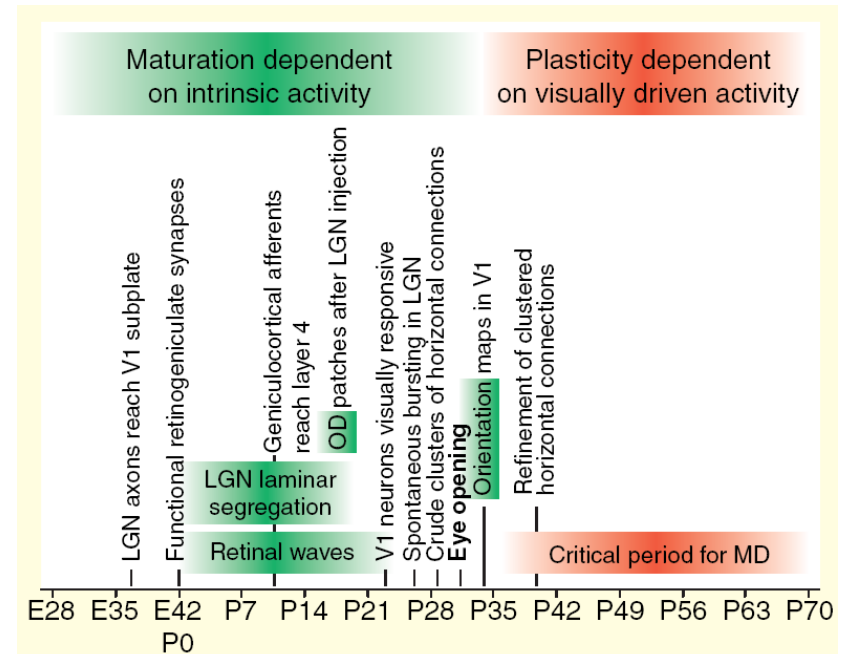 Maturation dependent
on intrinsic activity
Plasticity dependent
on visually driven activity
LGN axons reach V1 subplate
Functional retinogeniculate synapses
Geniculocortical afferents
reach layer 4
OD patches after LGN injection
V1 neurons visually responsive
Spontaneous bursting in LGN
Crude clusters of horizontal connections
Eye opening
Orientation maps in V1
Refinement of clustered
horizontal connections
LGN laminar
segregation
Retinal waves
Critical period for MD
E28 E35 E42 P7 P14 P21 P28 P35 P42 P49 P56 P63 P70
P0